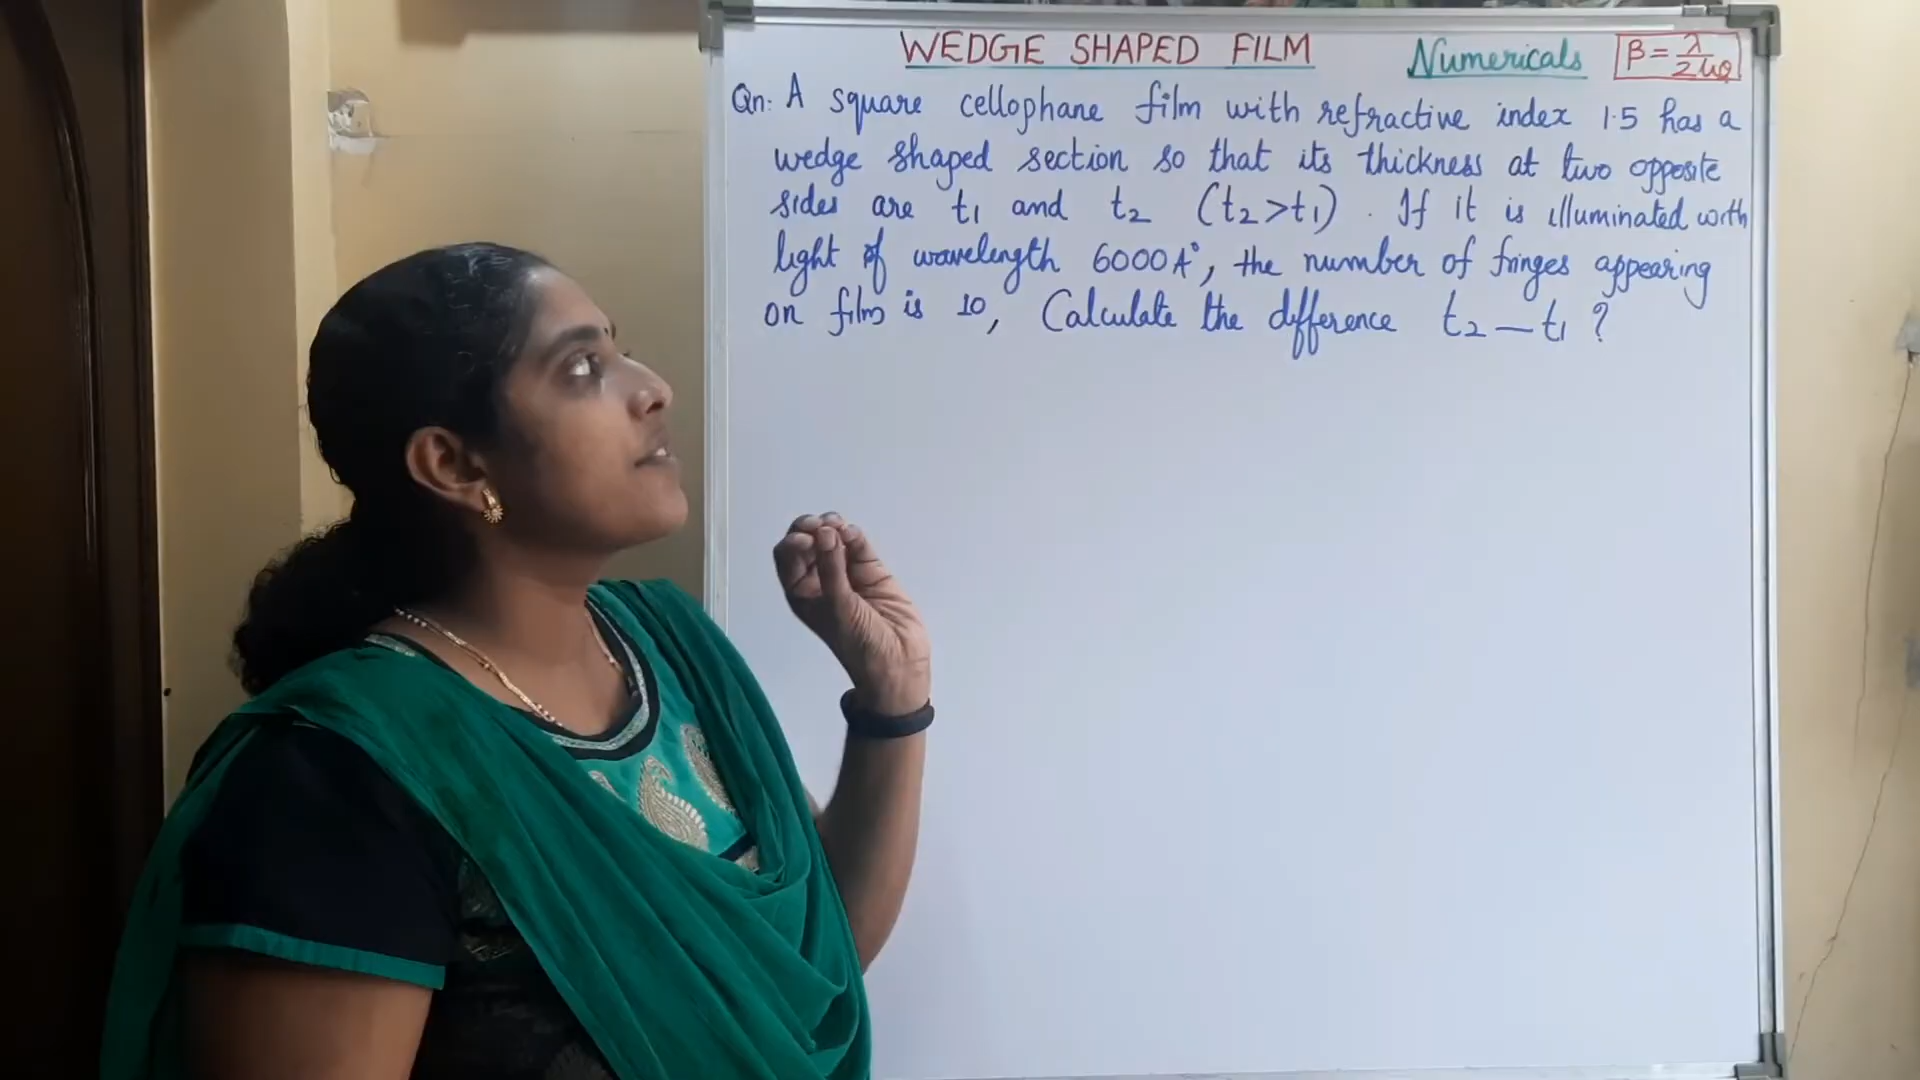 WEDGE SHAPED FILM Numericals β = λ/2μθ
Qn: A square cellophane film with refractive index 1.5 has a
wedge shaped section so that its thickness at two opposite
sides are t₁ and t₂ (t₂>t₁). If it is illuminated with
light of wavelength 6000A°, the number of fringes appearing
on film is 10, Calculate the difference t₂—t₁ ?